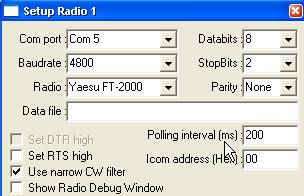 Setup Radio 1
Com port: Com 5 Databits: 8
Baudrate: 4800 StopBits: 2
Radio: Yaesu FT-2000 Parity: None
Data file:
Set DTR high Polling interval (ms): 200
Set RTS high Icom address (Hex) 00
Use narrow CW filter
Show Radio Debug Window